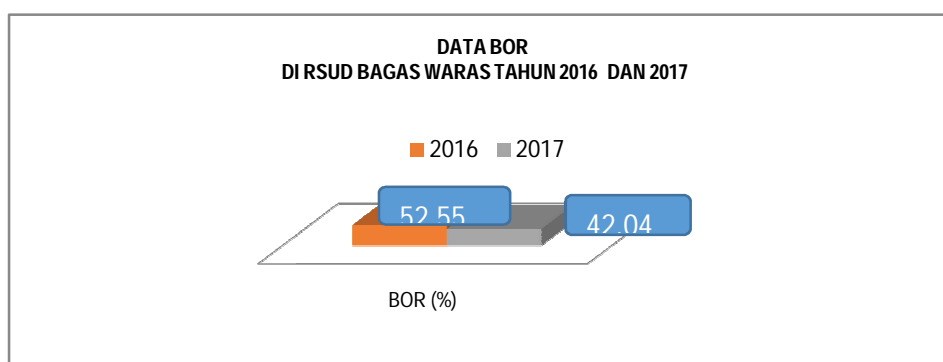 DATA BOR
DI RSUD BAGAS WARAS TAHUN 2016 DAN 2017
2016 2017
52.55
42.04
BOR (%)